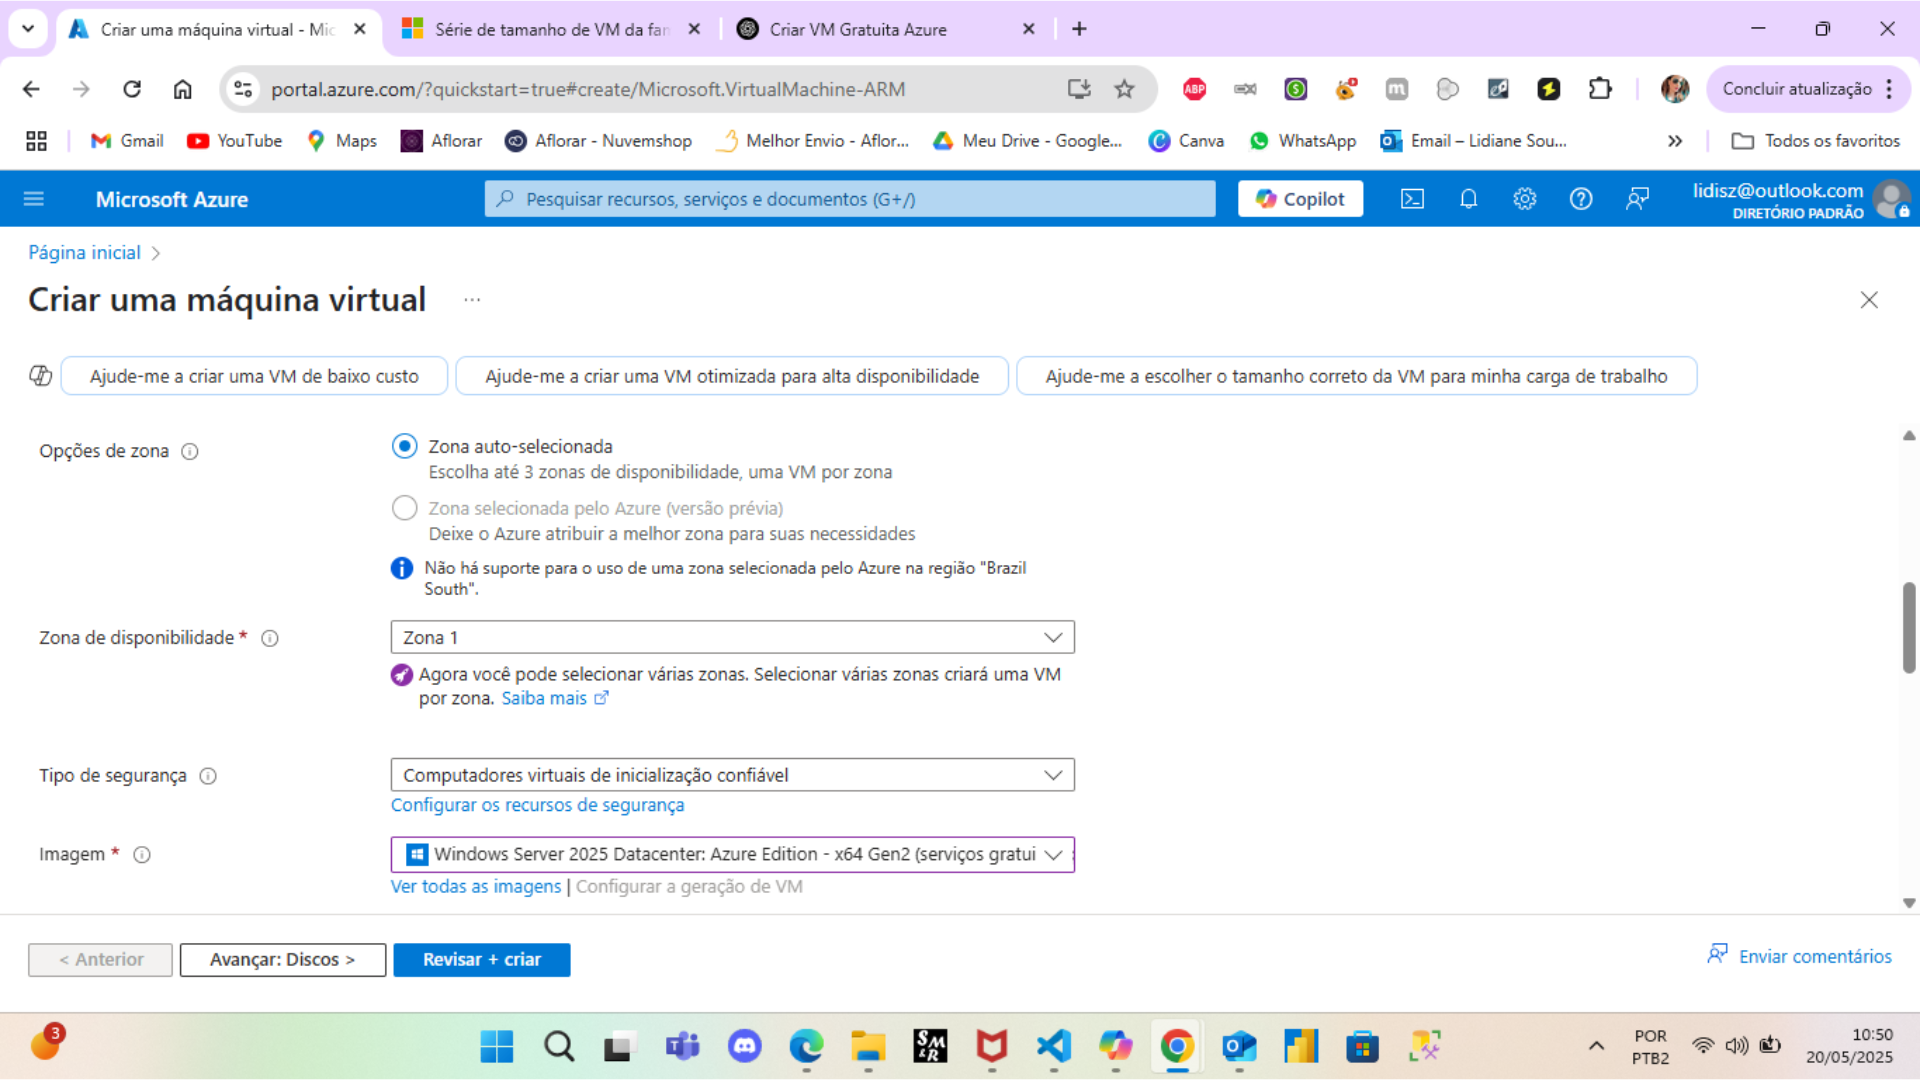 Criar uma máquina virtual - Mic
Série de tamanho de VM da fan
Criar VM Gratuita Azure
portal.azure.com/?quickstart=true#create/Microsoft.VirtualMachine-ARM
ABP
Concluir atualização
Gmail
YouTube
Maps
Aflorar
Aflorar - Nuvemshop
Melhor Envio - Aflor...
Meu Drive - Google...
Canva
WhatsApp
Email – Lidiane Sou...
Todos os favoritos
Microsoft Azure
Pesquisar recursos, serviços e documentos (G+/)
Copilot
lidisz@outlook.com
DIRETÓRIO PADRÃO
Página inicial >
Criar uma máquina virtual ...
Ajude-me a criar uma VM de baixo custo
Ajude-me a criar uma VM otimizada para alta disponibilidade
Ajude-me a escolher o tamanho correto da VM para minha carga de trabalho
Opções de zona
Zona auto-selecionada
Escolha até 3 zonas de disponibilidade, uma VM por zona
Zona selecionada pelo Azure (versão prévia)
Deixe o Azure atribuir a melhor zona para suas necessidades
Não há suporte para o uso de uma zona selecionada pelo Azure na região "Brazil
South".
Zona de disponibilidade *
Zona 1
Agora você pode selecionar várias zonas. Selecionar várias zonas criará uma VM
por zona. Saiba mais
Tipo de segurança
Computadores virtuais de inicialização confiável
Configurar os recursos de segurança
Imagem *
Windows Server 2025 Datacenter: Azure Edition - x64 Gen2 (serviços gratui
Ver todas as imagens | Configurar a geração de VM
< Anterior
Avançar: Discos >
Revisar + criar
Enviar comentários
3
SM
&R
POR
PTB2
10:50
20/05/2025